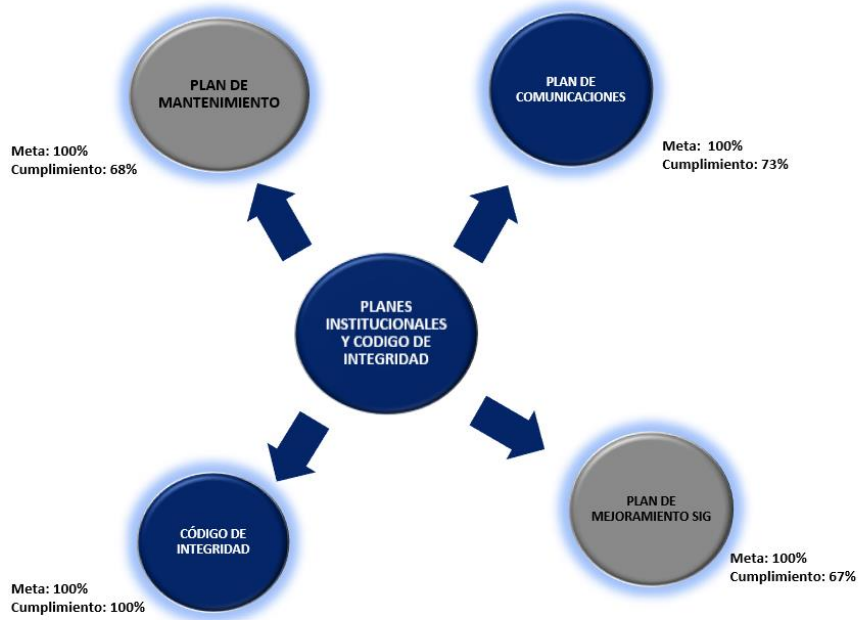 PLAN DE
MANTENIMIENTO
Meta: 100%
Cumplimiento: 68%
PLAN DE
COMUNICACIONES
Meta: 100%
Cumplimiento: 73%
PLANES
INSTITUCIONALES
Y CODIGO DE
INTEGRIDAD
CÓDIGO DE
INTEGRIDAD
Meta: 100%
Cumplimiento: 100%
PLAN DE
MEJORAMIENTO SIG
Meta: 100%
Cumplimiento: 67%